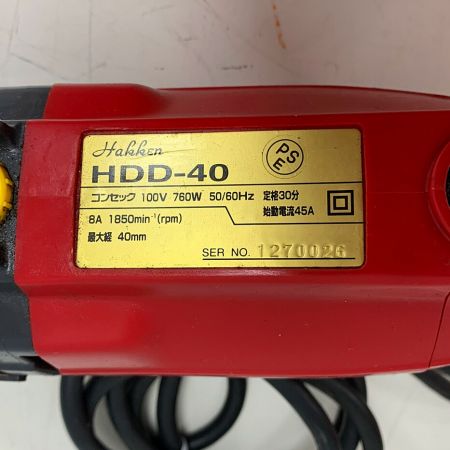 Hakken
PSE
HDD-40
コンセック 100V 760W 50/60Hz 定格30分
8A 1850min⁻¹(rpm) 始動電流45A
最大経 40mm
SER NO. 1270026